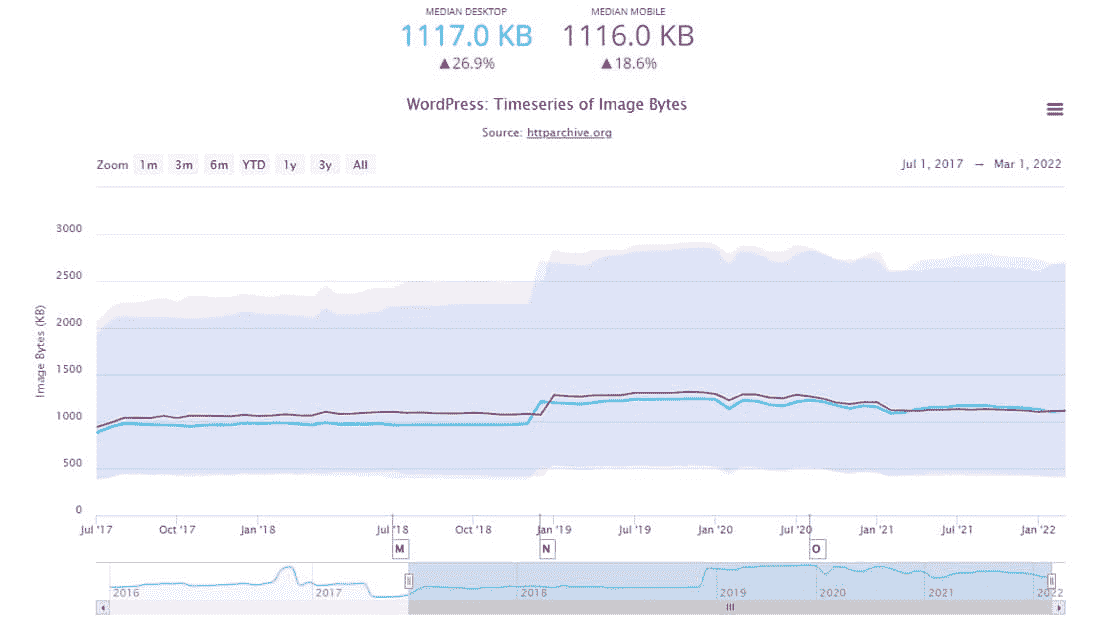 MEDIAN DESKTOP
1117.0 KB
▲26.9%
MEDIAN MOBILE
1116.0 KB
▲18.6%
WordPress: Timeseries of Image Bytes
Source: httparchive.org
Zoom 1m 3m 6m YTD 1y 3y All
Jul 1, 2017 → Mar 1, 2022
Image Bytes (KB)
3000
2500
2000
1500
1000
500
0
Jul '17 Oct '17 Jan '18 Jul '18 Oct '18 Jan '19 Jul '19 Jan '20 Jul '20 Jan '21 Jul '21 Jan '22
M N O
2016 2017 2018 2019 2020 2021 2022